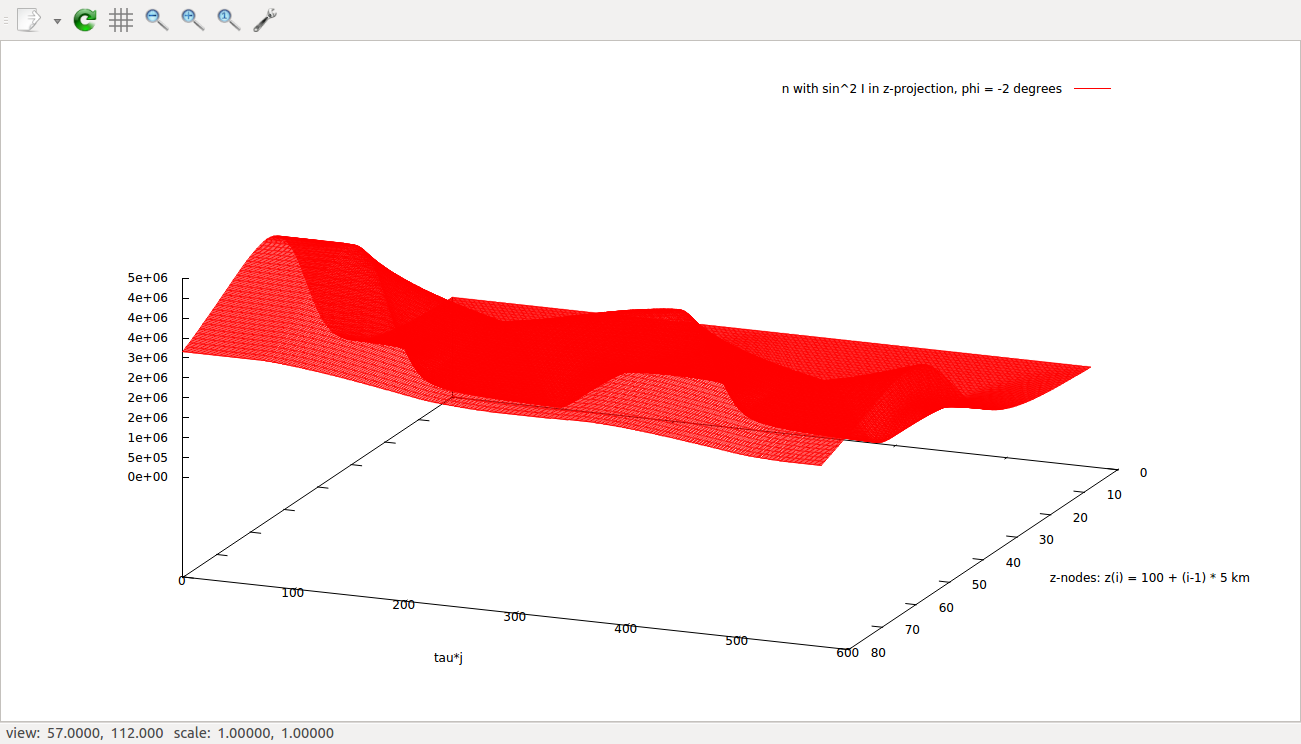 n with sin^2 I in z-projection, phi = -2 degrees
5e+06
4e+06
4e+06
4e+06
3e+06
2e+06
2e+06
2e+06
1e+06
5e+05
0e+00
0
100
200
300
400
500
600
tau*j
0
10
20
30
40
50
60
70
80
z-nodes: z(i) = 100 + (i-1) * 5 km
view: 57.0000, 112.000 scale: 1.00000, 1.00000